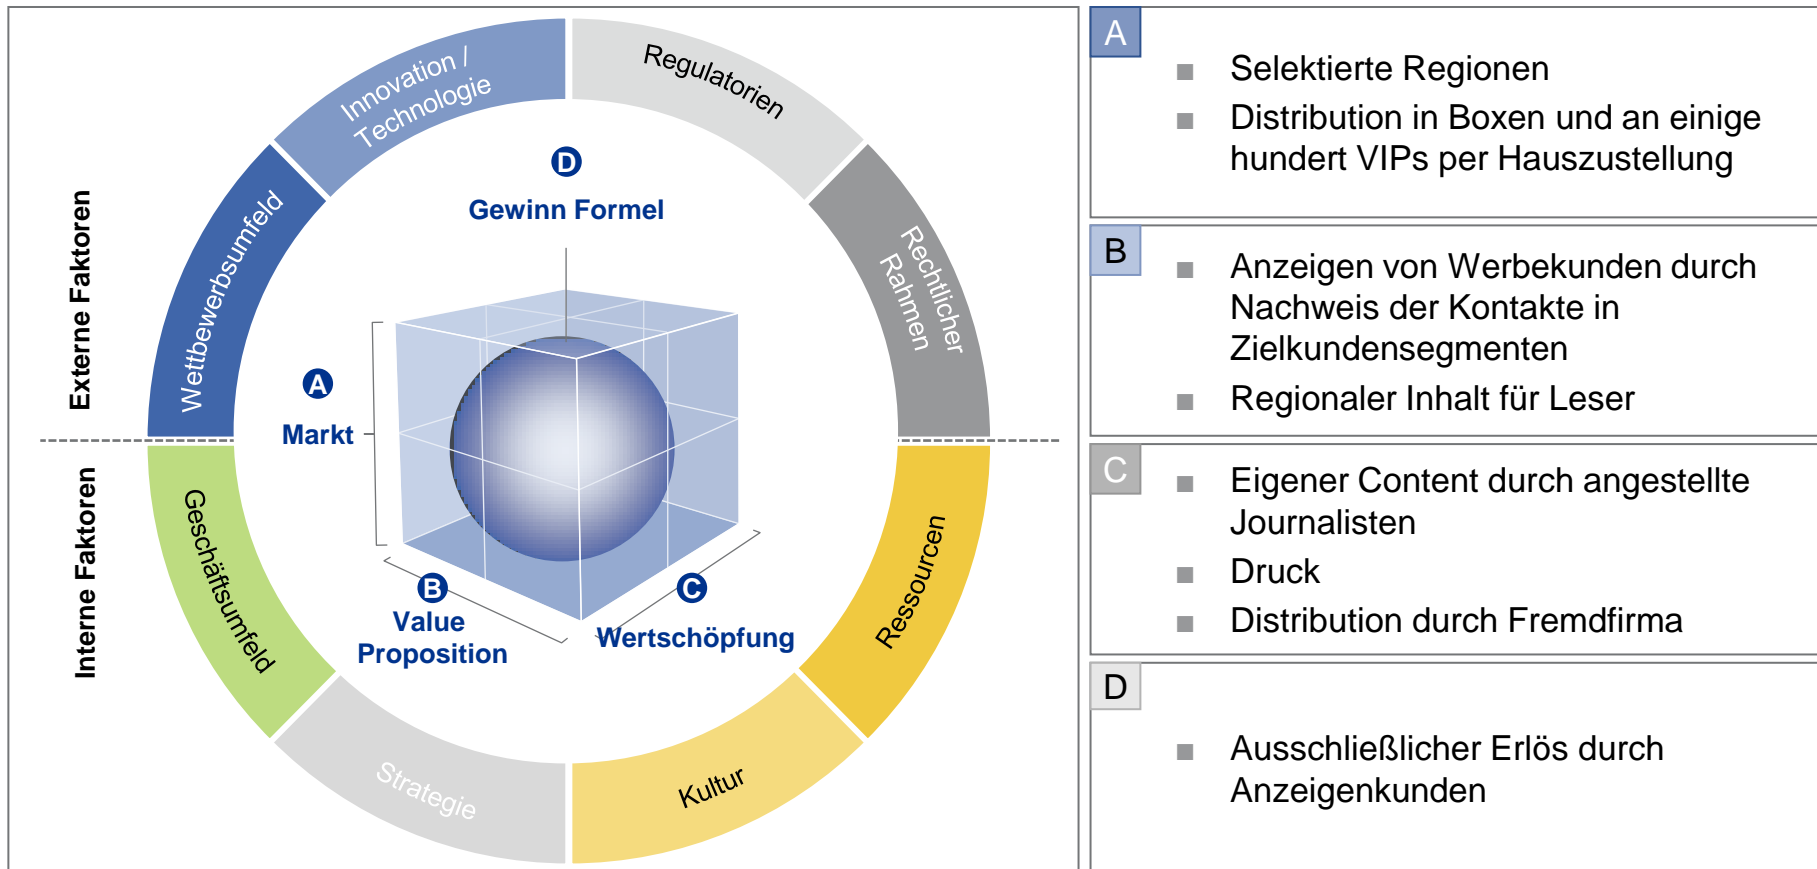 Externe Faktoren
Interne Faktoren
Innovation /
Technologie
Regulatorien
Wettbewerbsumfeld
Rechtlicher
Rahmen
Geschäftsumfeld
Ressourcen
Strategie
Kultur
D
Gewinn Formel
A
Markt
B
Value
Proposition
C
Wertschöpfung
A
Selektierte Regionen
Distribution in Boxen und an einige
hundert VIPs per Hauszustellung
B
Anzeigen von Werbekunden durch
Nachweis der Kontakte in
Zielkundensegmenten
Regionaler Inhalt für Leser
C
Eigener Content durch angestellte
Journalisten
Druck
Distribution durch Fremdfirma
D
Ausschließlicher Erlös durch
Anzeigenkunden